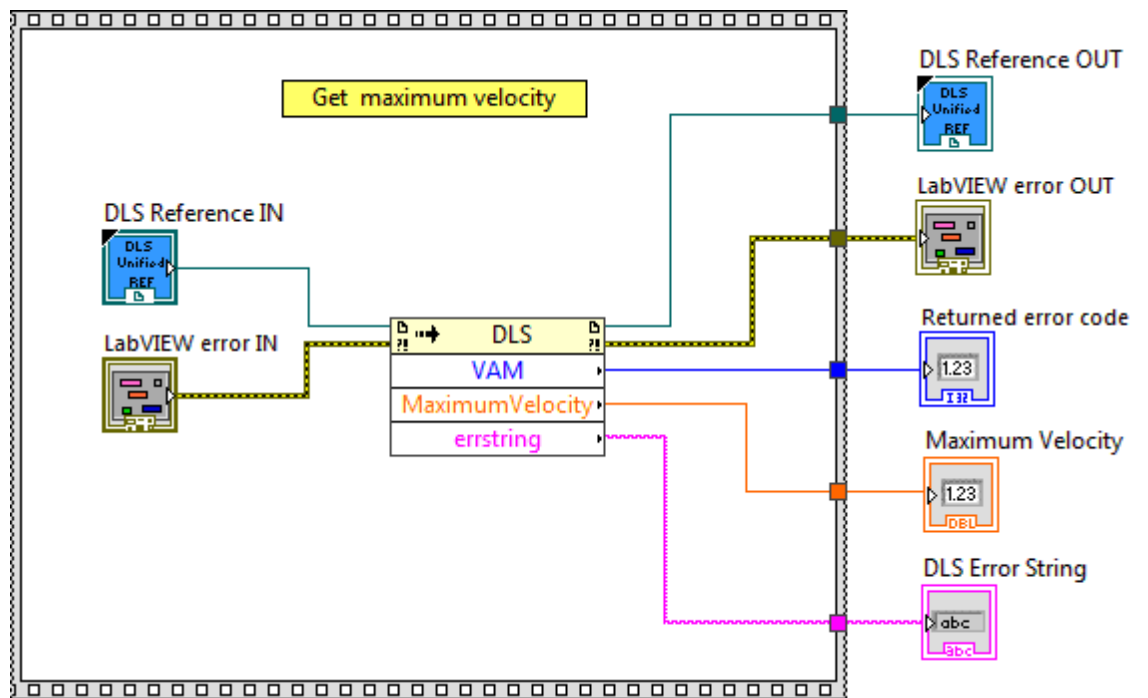 Get maximum velocity
DLS Reference OUT
DLS
Unified
REF
LabVIEW error OUT
DLS Reference IN
DLS
Unified
REF
LabVIEW error IN
?!
DLS
?!
VAM
MaximumVelocity
errstring
Returned error code
1.23
I32
Maximum Velocity
1.23
DBL
DLS Error String
abc
abc